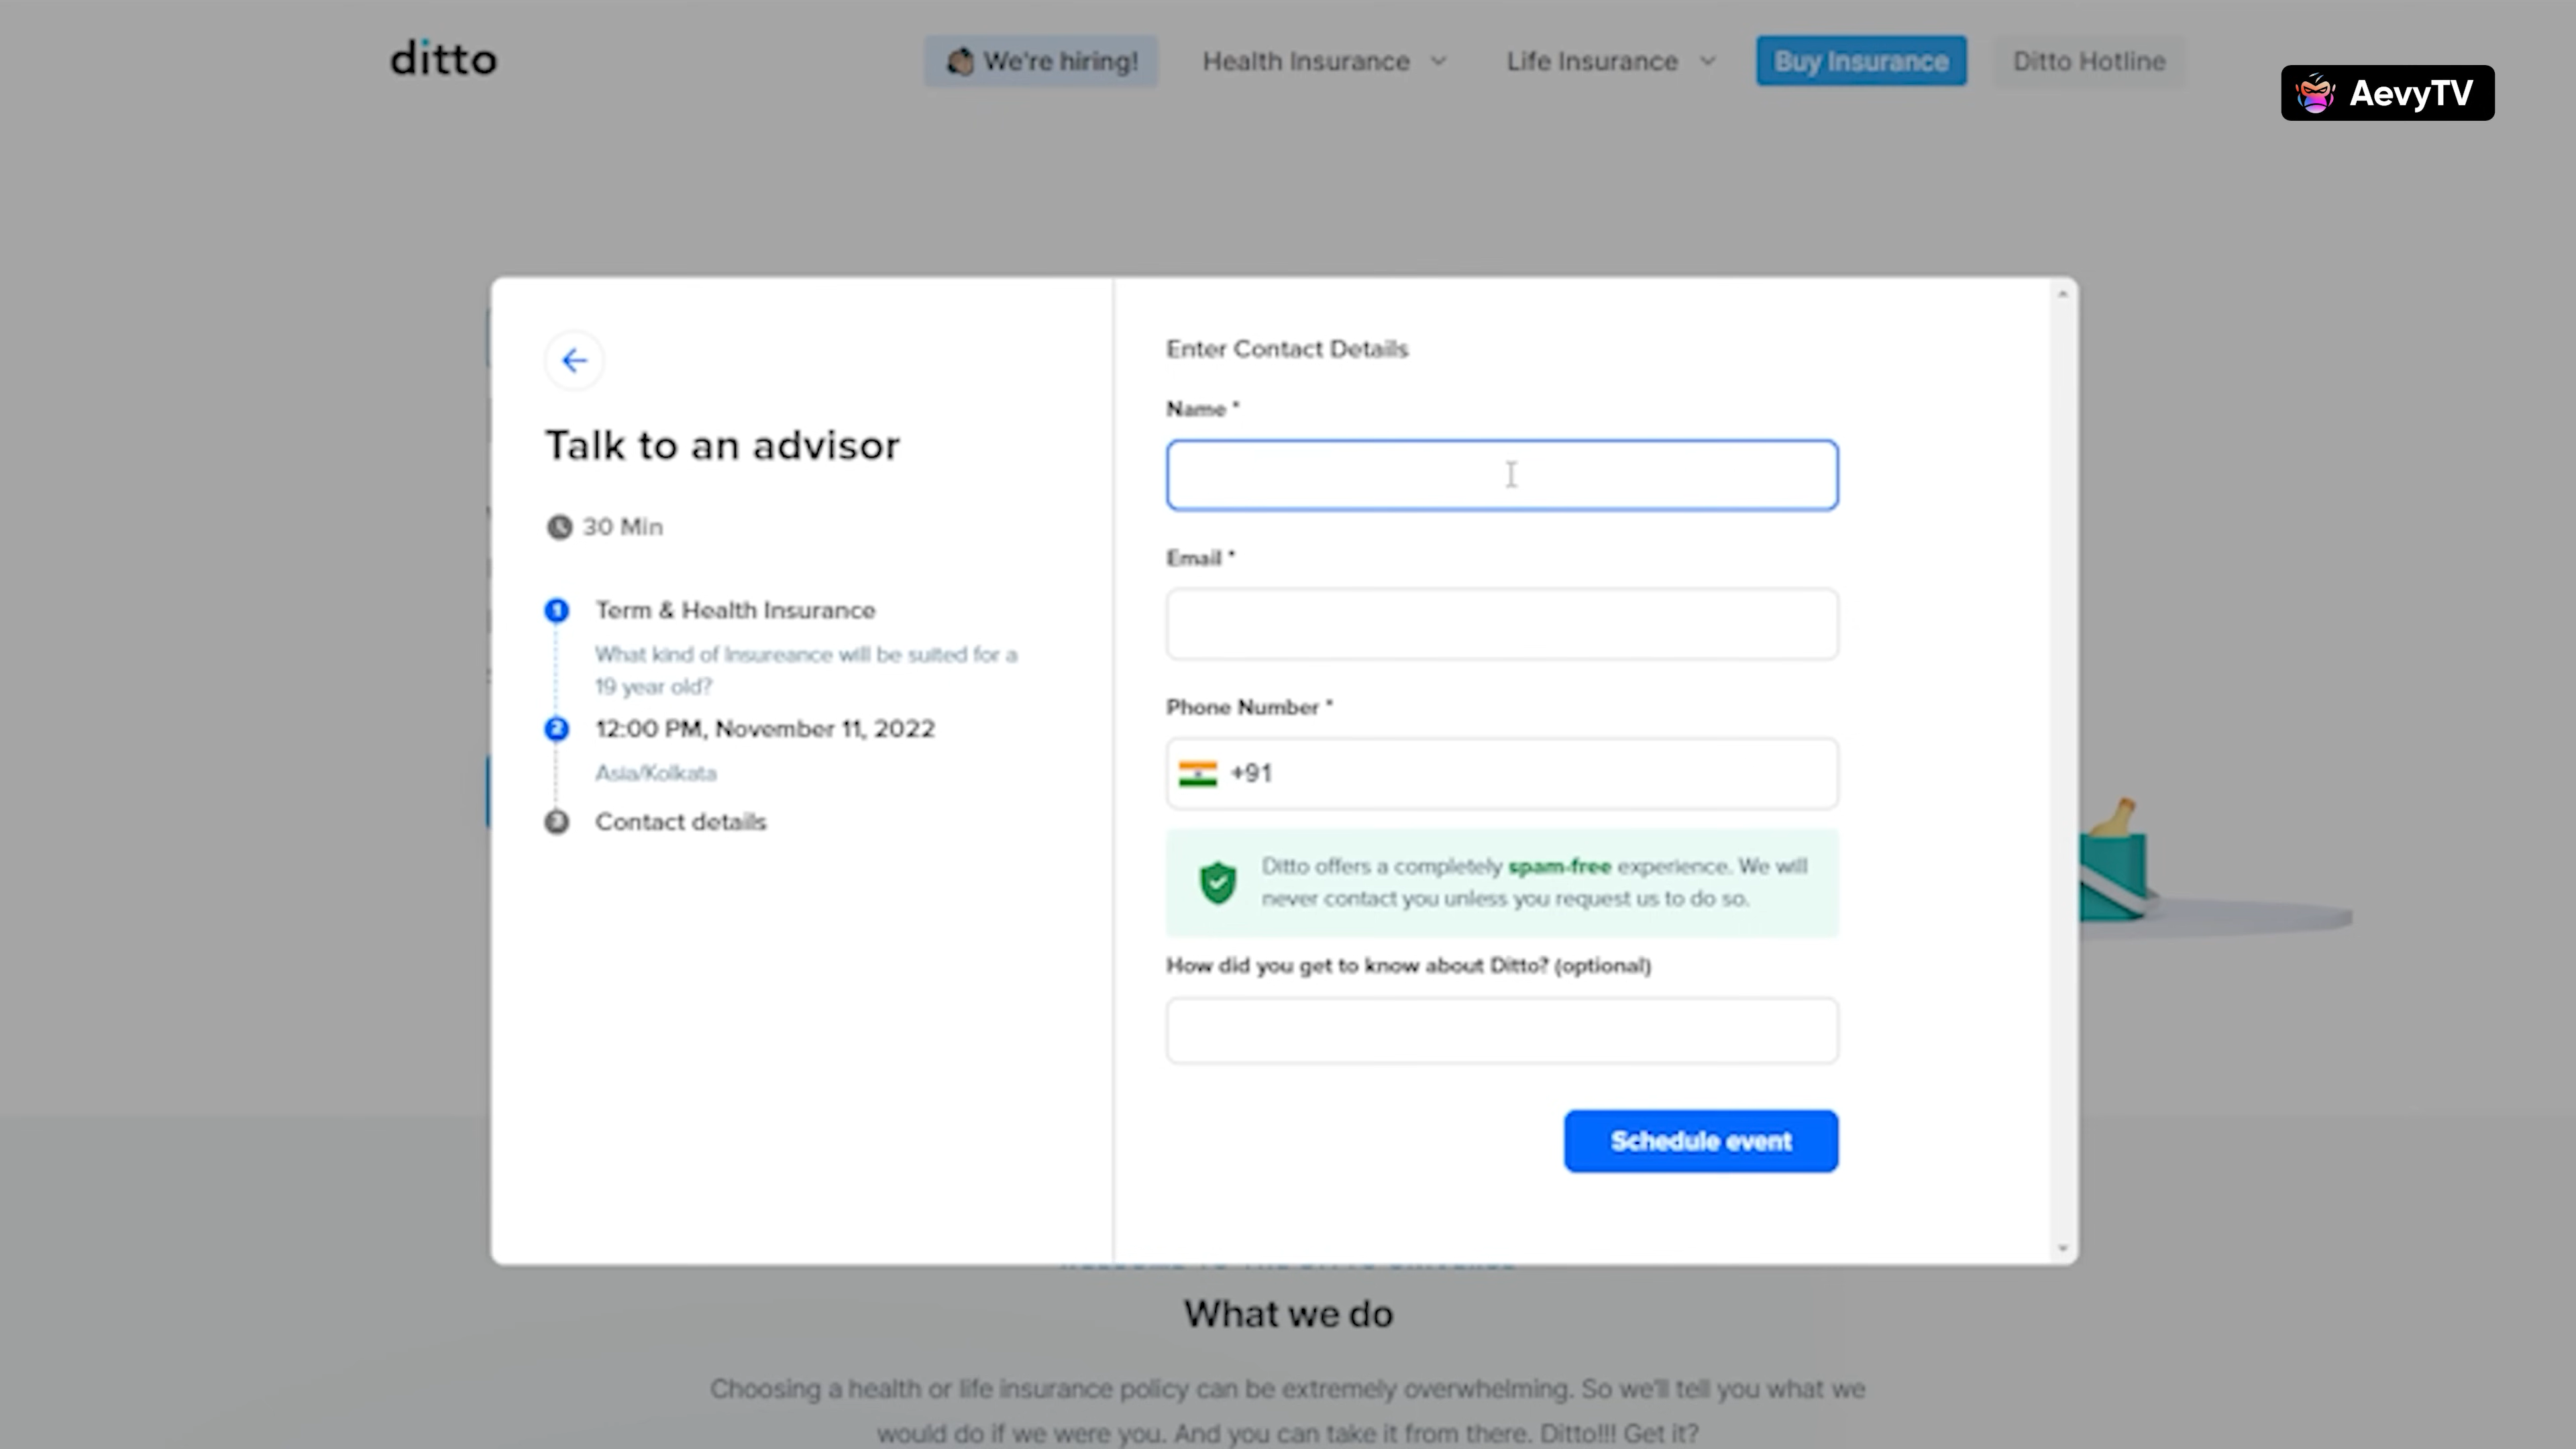 ditto
We're hiring!
Health Insurance
Life Insurance
Buy Insurance
Ditto Hotline
AevyTV
Talk to an advisor
30 Min
1
Term & Health Insurance
What kind of Insureance will be suited for a
19 year old?
2
12:00 PM, November 11, 2022
Asia/Kolkata
3
Contact details
Enter Contact Details
Name *
Email *
Phone Number *
+91
Ditto offers a completely spam-free experience. We will
never contact you unless you request us to do so.
How did you get to know about Ditto? (optional)
Schedule event
What we do
Choosing a health or life insurance policy can be extremely overwhelming. So we'll tell you what we
would do if we were you. And you can take it from there. Ditto!!! Get it?